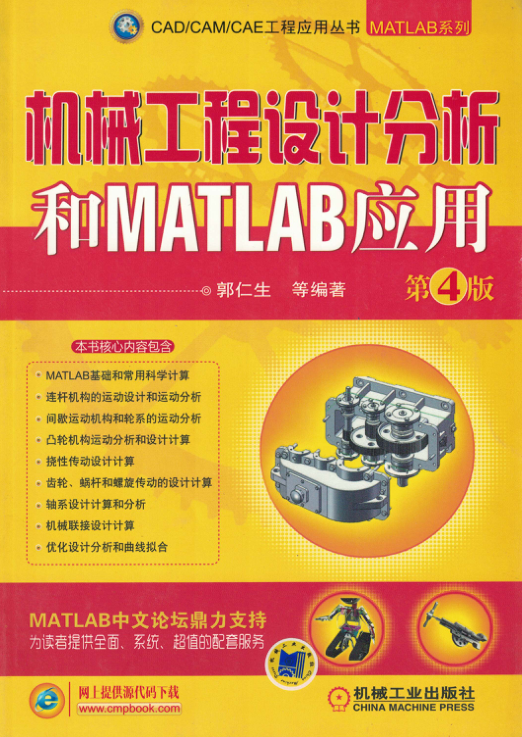 CAD/CAM/CAE工程应用丛书 MATLAB系列
机械工程设计分析
和MATLAB应用
郭仁生 等编著
第4版
本书核心内容包含
• MATLAB基础和常用科学计算
• 连杆机构的运动设计和运动分析
• 间歇运动机构和轮系的运动分析
• 凸轮机构运动分析和设计计算
• 挠性传动设计计算
• 齿轮、蜗杆和螺旋传动的设计计算
• 轴系设计计算和分析
• 机械联接设计计算
• 优化设计分析和曲线拟合
MATLAB中文论坛鼎力支持
为读者提供全面、系统、超值的配套服务
网上提供源代码下载
www.cmpbook.com
机械工业出版社
CHINA MACHINE PRESS